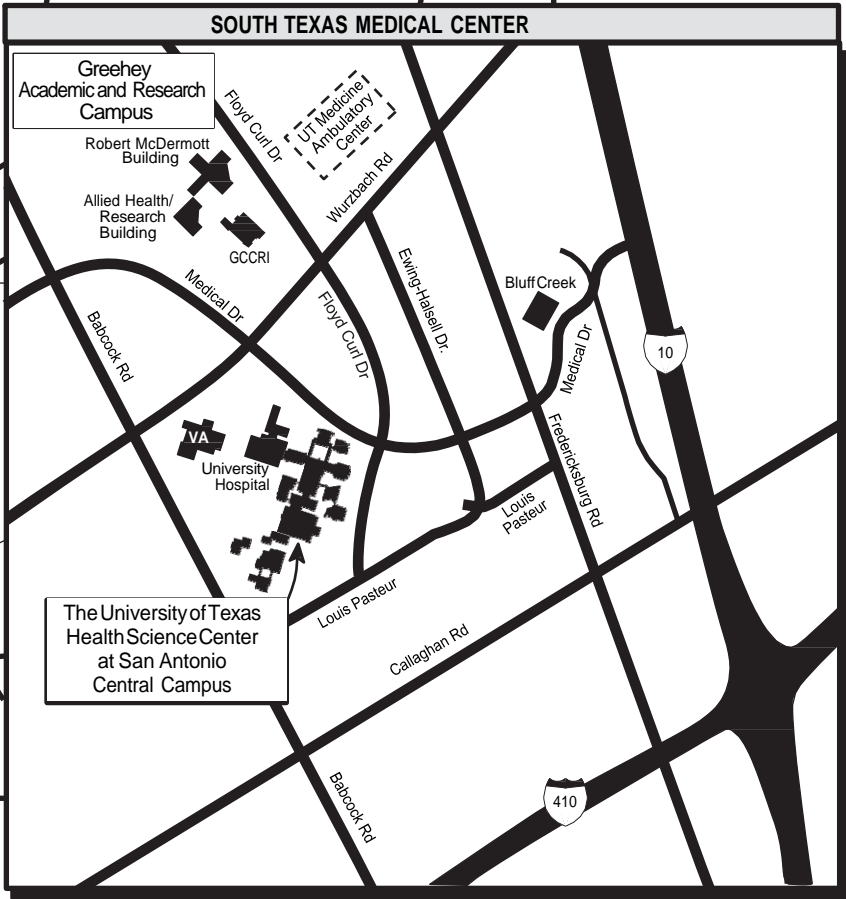 SOUTH TEXAS MEDICAL CENTER
Greehey
Academic and Research
Campus
Floyd Curl Dr
UT Medicine
Ambulatory
Center
Robert McDermott
Building
Wurzbach Rd
Allied Health/
Research
Building
GCCRI
Medical Dr
Ewing-Halsell Dr.
Bluff Creek
Floyd Curl Dr
Babcock Rd
Medical Dr
10
VA
University
Hospital
Fredericksburg Rd
Louis
Pasteur
The University of Texas
Health Science Center
at San Antonio
Central Campus
Louis Pasteur
Callaghan Rd
Babcock Rd
410